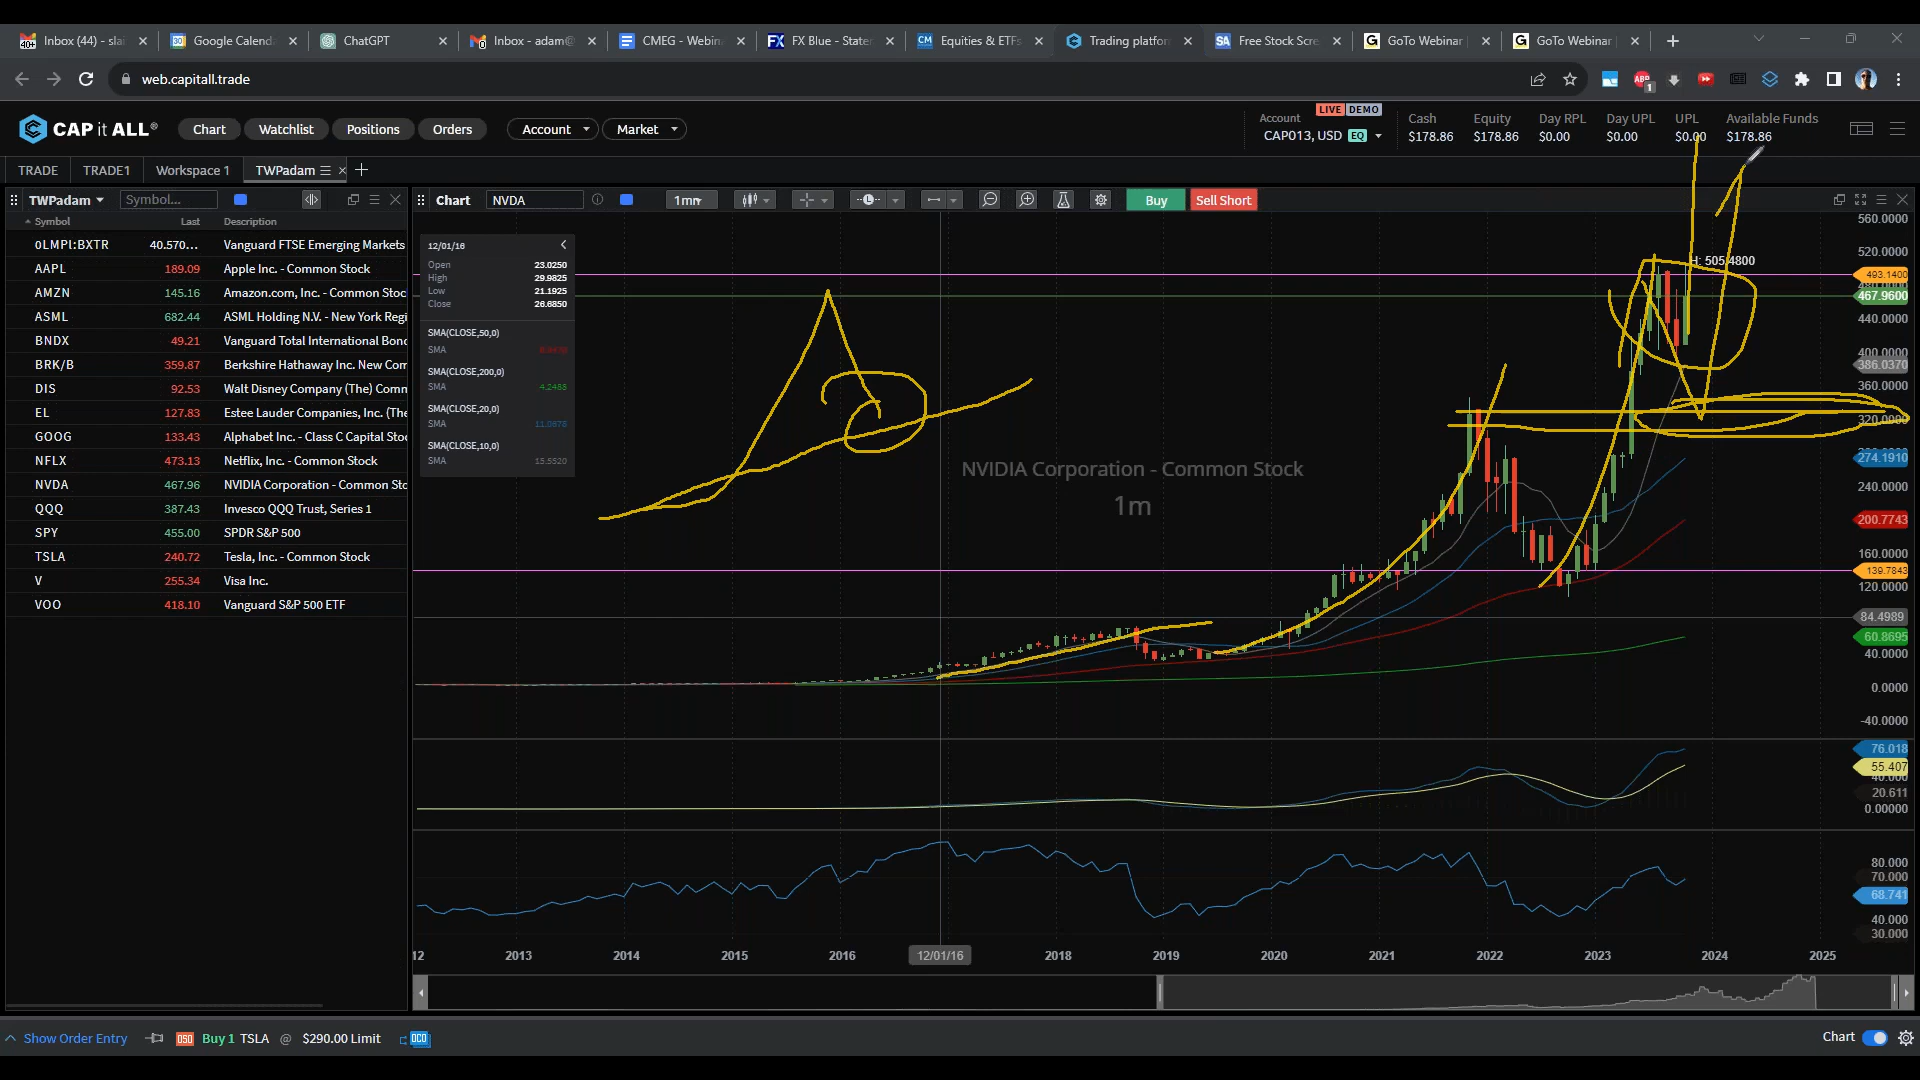 Inbox (44) - sla
Google Calend
ChatGPT
Inbox - adam@
CMEG - Webin
FX Blue - State
Equities & ETFs
Trading platfor
Free Stock Scre
GoTo Webinar
GoTo Webinar
web.capitall.trade
CAP it ALL®
Chart
Watchlist
Positions
Orders
Account
Market
LIVE DEMO
Account
CAP013, USD EQ
Cash
$178.86
Equity
$178.86
Day RPL
$0.00
Day UPL
$0.00
UPL
$0.00
Available Funds
$178.86
TRADE
TRADE1
Workspace 1
TWPadam
TWPadam
Symbol...
Symbol Last Description
0LMPl:BXTR 40.570... Vanguard FTSE Emerging Markets
AAPL 189.09 Apple Inc. - Common Stock
AMZN 145.16 Amazon.com, Inc. - Common Stoc
ASML 682.44 ASML Holding N.V. - New York Regi
BNDX 49.21 Vanguard Total International Bond
BRK/B 359.87 Berkshire Hathaway Inc. New Com
DIS 92.53 Walt Disney Company (The) Comm
EL 127.83 Estee Lauder Companies, Inc. (The
GOOG 133.43 Alphabet Inc. - Class C Capital Stoc
NFLX 473.13 Netflix, Inc. - Common Stock
NVDA 467.96 NVIDIA Corporation - Common Sto
QQQ 387.43 Invesco QQQ Trust, Series 1
SPY 455.00 SPDR S&P 500
TSLA 240.72 Tesla, Inc. - Common Stock
V 255.34 Visa Inc.
VOO 418.10 Vanguard S&P 500 ETF
Chart
NVDA
1mn
Buy
Sell Short
12/01/16
Open 23.0250
High 29.9825
Low 21.1925
Close 26.6850
SMA(CLOSE,50,0)
SMA
SMA(CLOSE,200,0)
SMA 4.2485
SMA(CLOSE,20,0)
SMA 11.0878
SMA(CLOSE,10,0)
SMA 15.5520
NVIDIA Corporation - Common Stock
1m
H: 505.4800
560.0000
520.0000
493.1400
467.9600
440.0000
400.0000
386.0370
360.0000
320.0000
274.1910
240.0000
200.7743
160.0000
139.7843
120.0000
84.4989
60.8695
40.0000
0.0000
-40.0000
76.018
55.407
40.000
20.611
0.00000
80.000
70.000
68.741
40.000
30.000
12 2013 2014 2015 2016 12/01/16 2018 2019 2020 2021 2022 2023 2024 2025
Show Order Entry
OSO Buy 1 TSLA @ $290.00 Limit OCO
Chart